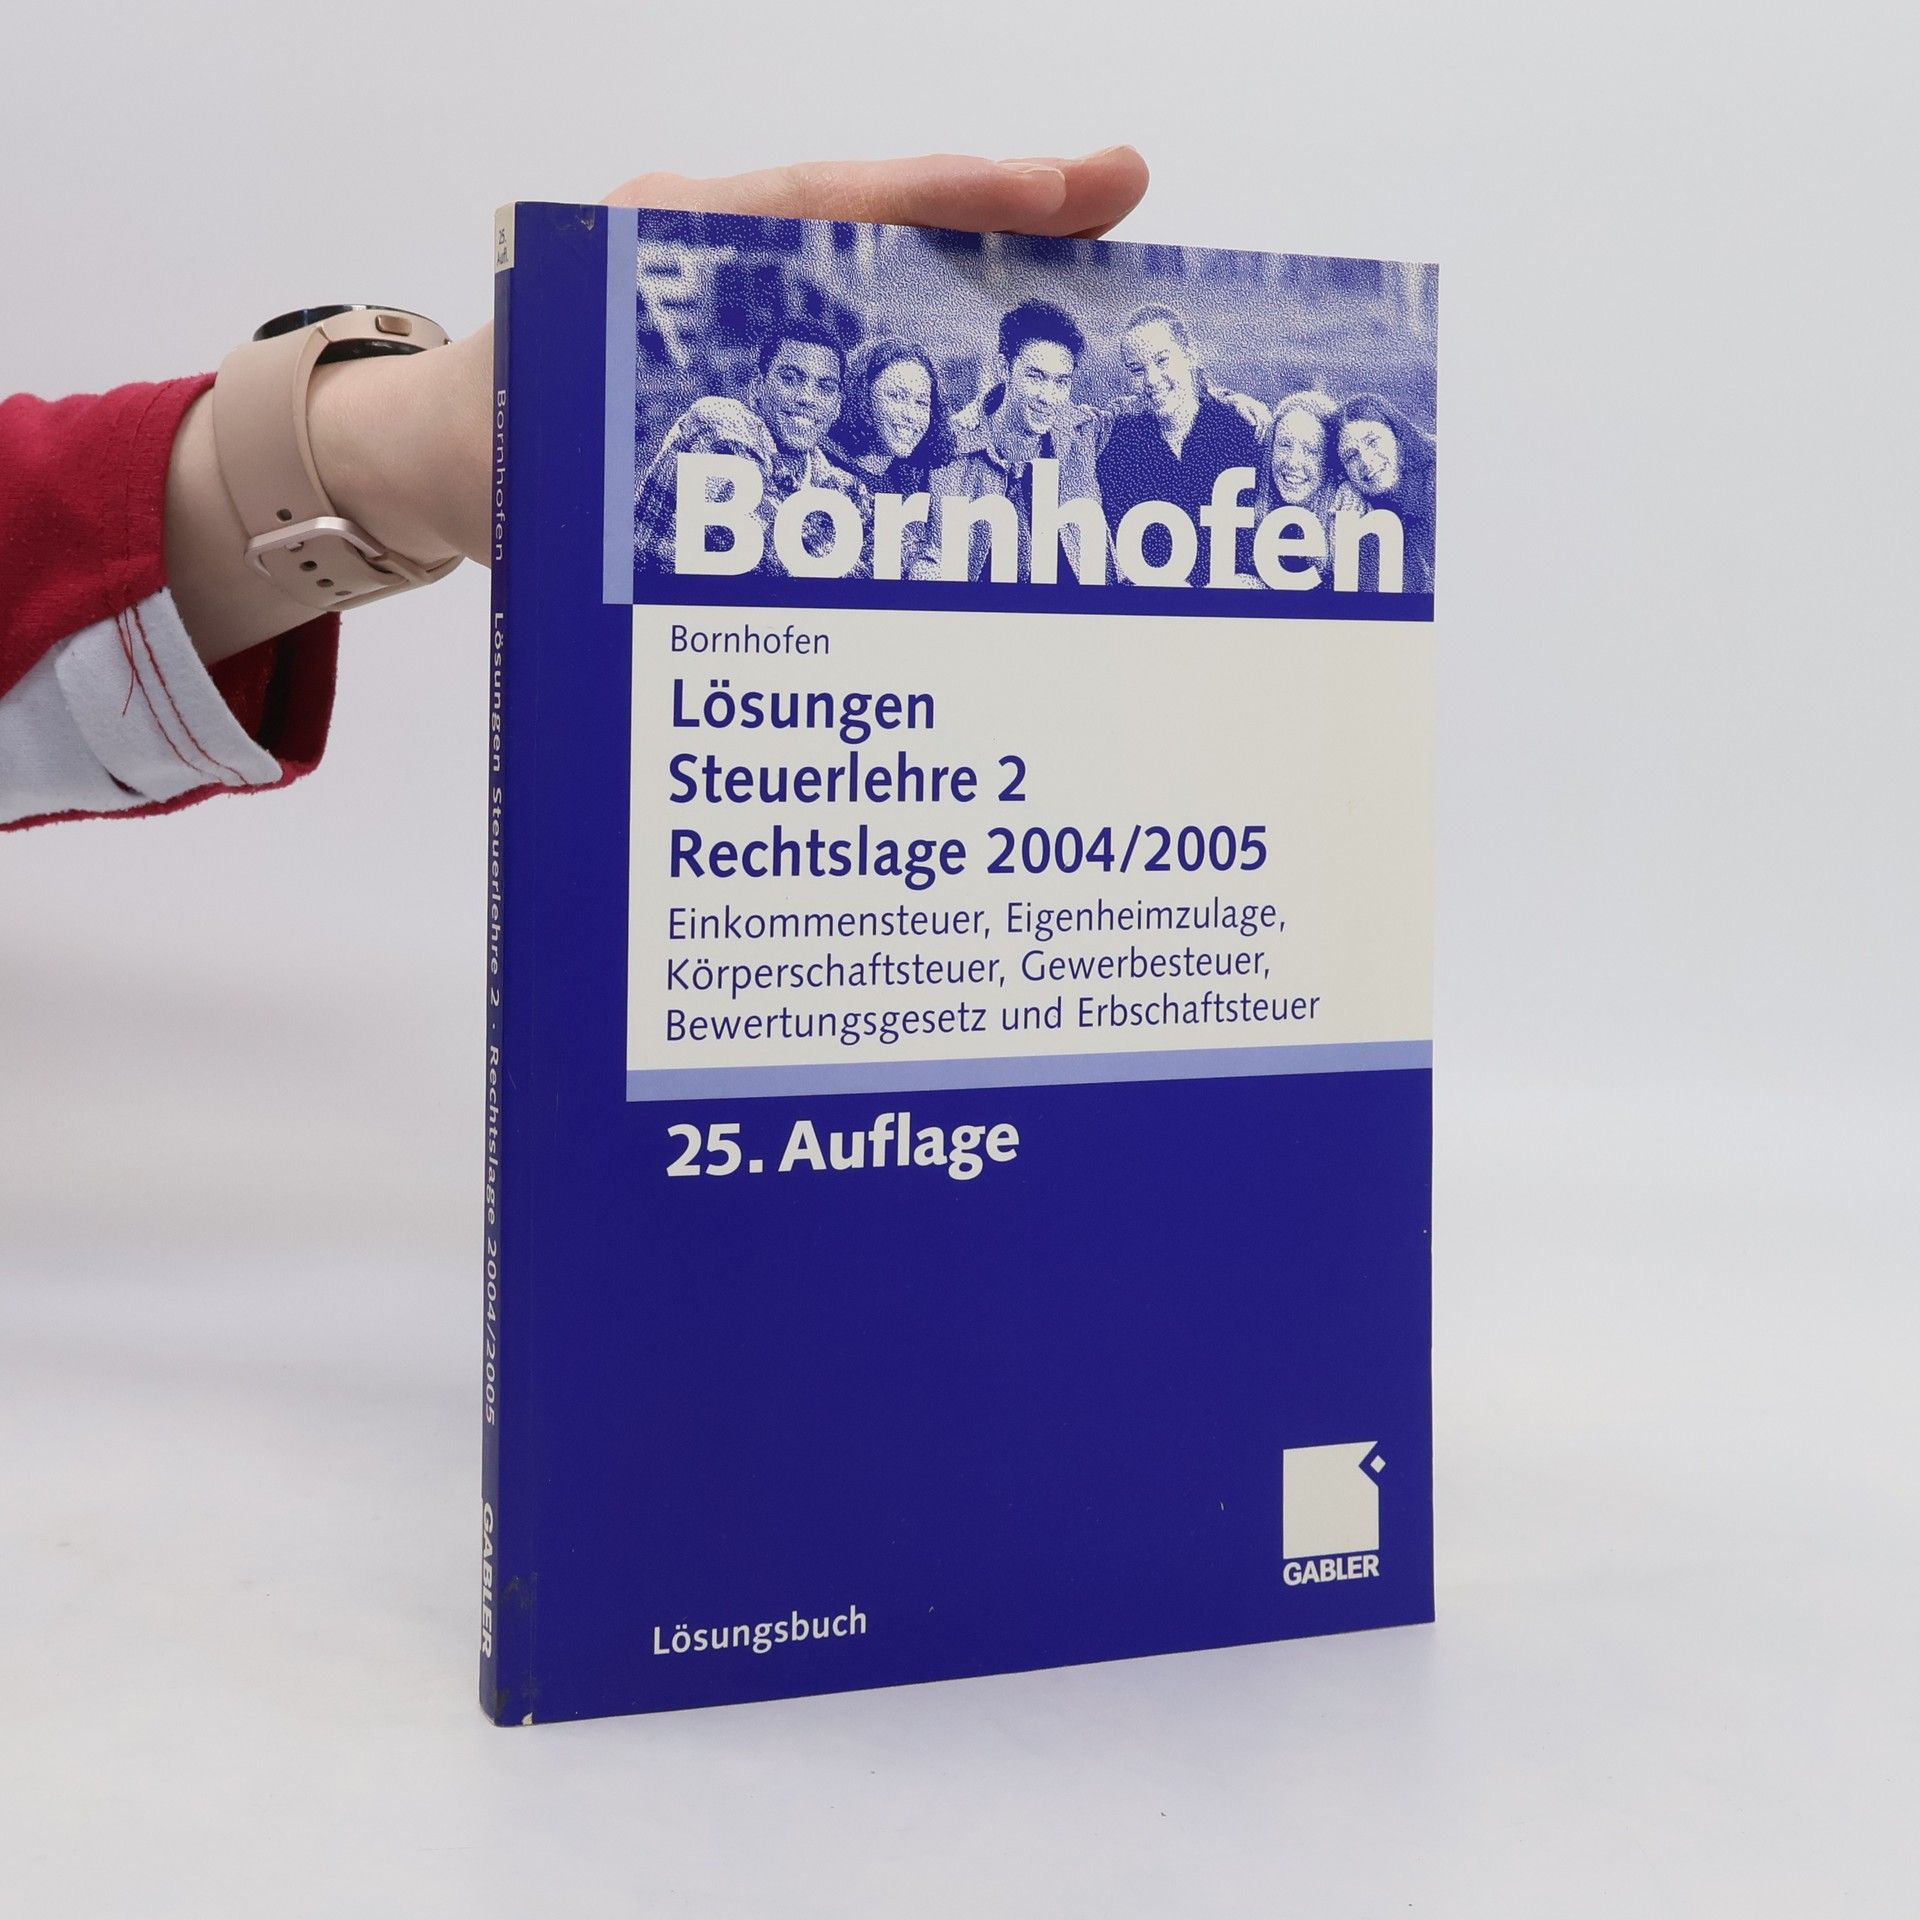 25.
Aufl.
Bornhofen Lösungen Steuerlehre 2 · Rechtslage 2004/2005 GABLER
Bornhofen
Bornhofen
Lösungen
Steuerlehre 2
Rechtslage 2004/2005
Einkommensteuer, Eigenheimzulage,
Körperschaftsteuer, Gewerbesteuer,
Bewertungsgesetz und Erbschaftsteuer
25. Auflage
GABLER
Lösungsbuch